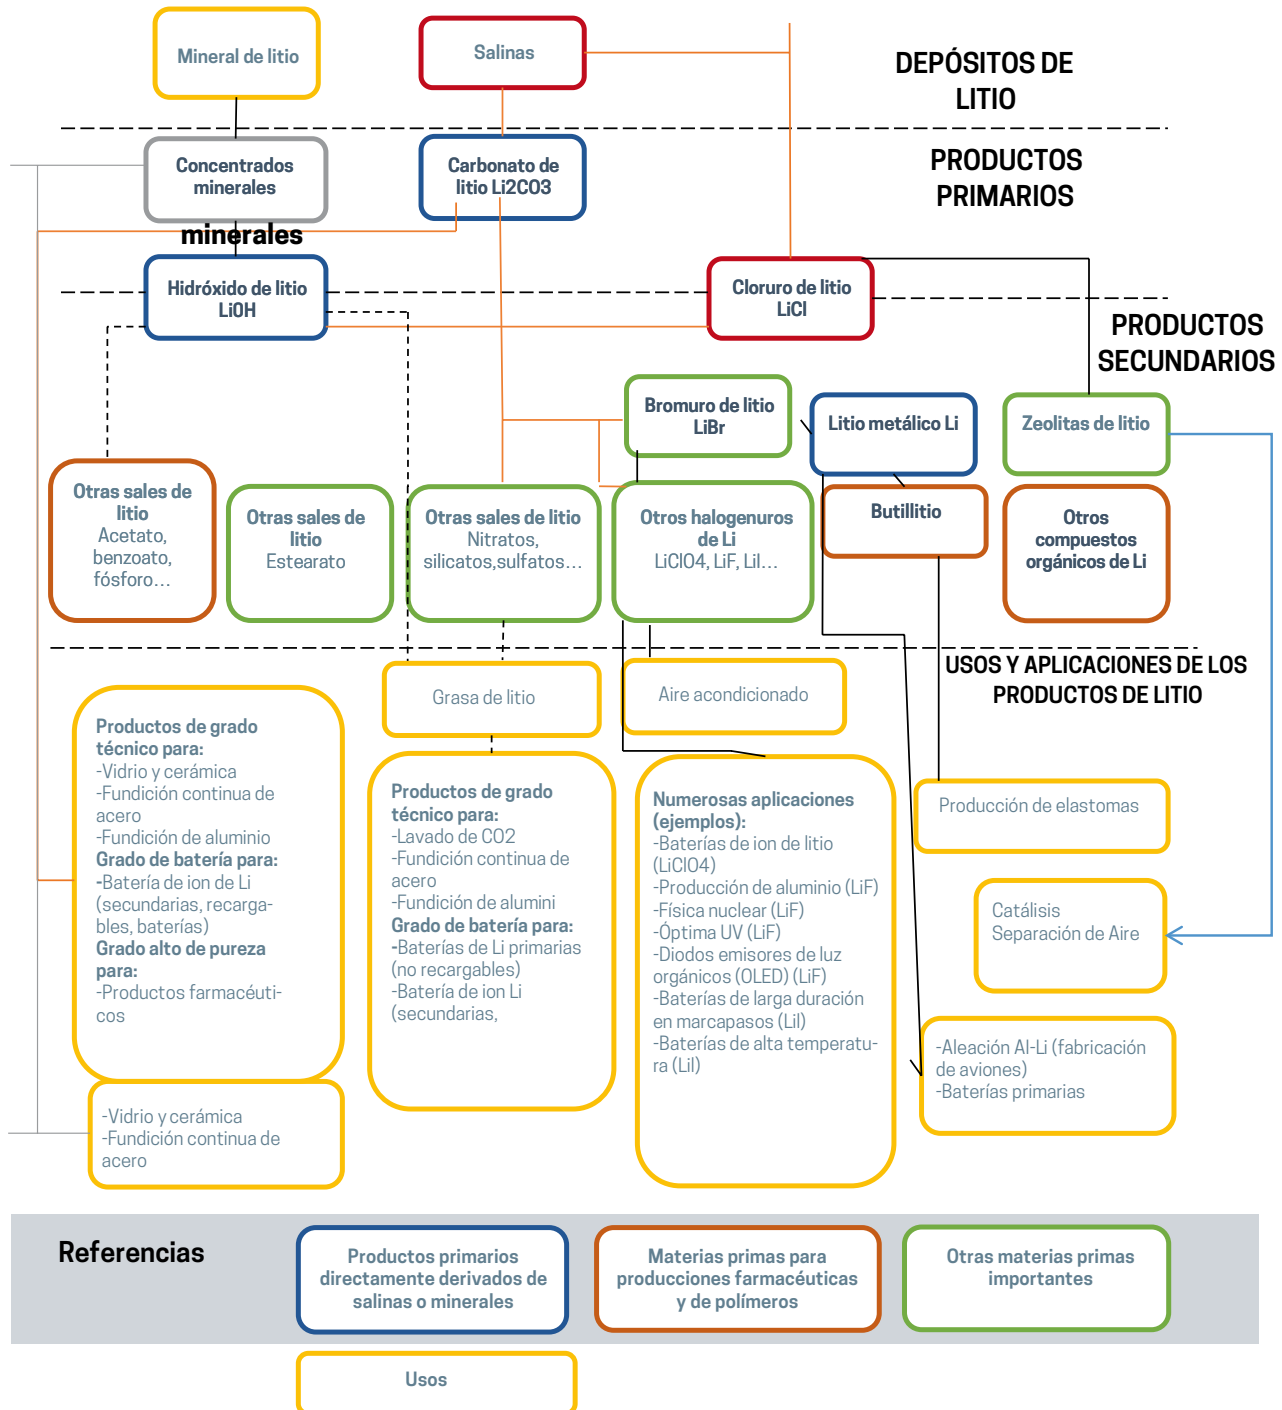 Mineral de litio
Salinas
DEPÓSITOS DE
LITIO
Concentrados
minerales
Carbonato de
litio Li2CO3
PRODUCTOS
PRIMARIOS
minerales
Hidróxido de litio
LiOH
Cloruro de litio
LiCl
PRODUCTOS
SECUNDARIOS
Bromuro de litio
LiBr
Litio metálico Li
Zeolitas de litio
Otras sales de
litio
Acetato,
benzoato,
fósforo...
Otras sales de
litio
Estearato
Otras sales de litio
Nitratos,
silicatos,sulfatos...
Otros halogenuros
de Li
LiClO4, LiF, LiI...
Butillitio
Otros
compuestos
orgánicos de Li
USOS Y APLICACIONES DE LOS
PRODUCTOS DE LITIO
Grasa de litio
Aire acondicionado
Productos de grado
técnico para:
-Vidrio y cerámica
-Fundición continua de
acero
-Fundición de aluminio
Grado de batería para:
-Batería de ion de Li
(secundarias, recarga-
bles, baterías)
Grado alto de pureza
para:
-Productos farmacéuti-
cos
Productos de grado
técnico para:
-Lavado de CO2
-Fundición continua de
acero
-Fundición de alumini
Grado de batería para:
-Baterías de Li primarias
(no recargables)
-Batería de ion Li
(secundarias,
Numerosas aplicaciones
(ejemplos):
-Baterías de ion de litio
(LiClO4)
-Producción de aluminio (LiF)
-Física nuclear (LiF)
-Óptima UV (LiF)
-Diodos emisores de luz
orgánicos (OLED) (LiF)
-Baterías de larga duración
en marcapasos (LiI)
-Baterías de alta temperatu-
ra (LiI)
Producción de elastomas
Catálisis
Separación de Aire
-Aleación Al-Li (fabricación
de aviones)
-Baterías primarias
-Vidrio y cerámica
-Fundición continua de
acero
Referencias
Productos primarios
directamente derivados de
salinas o minerales
Materias primas para
producciones farmacéuticas
y de polímeros
Otras materias primas
importantes
Usos